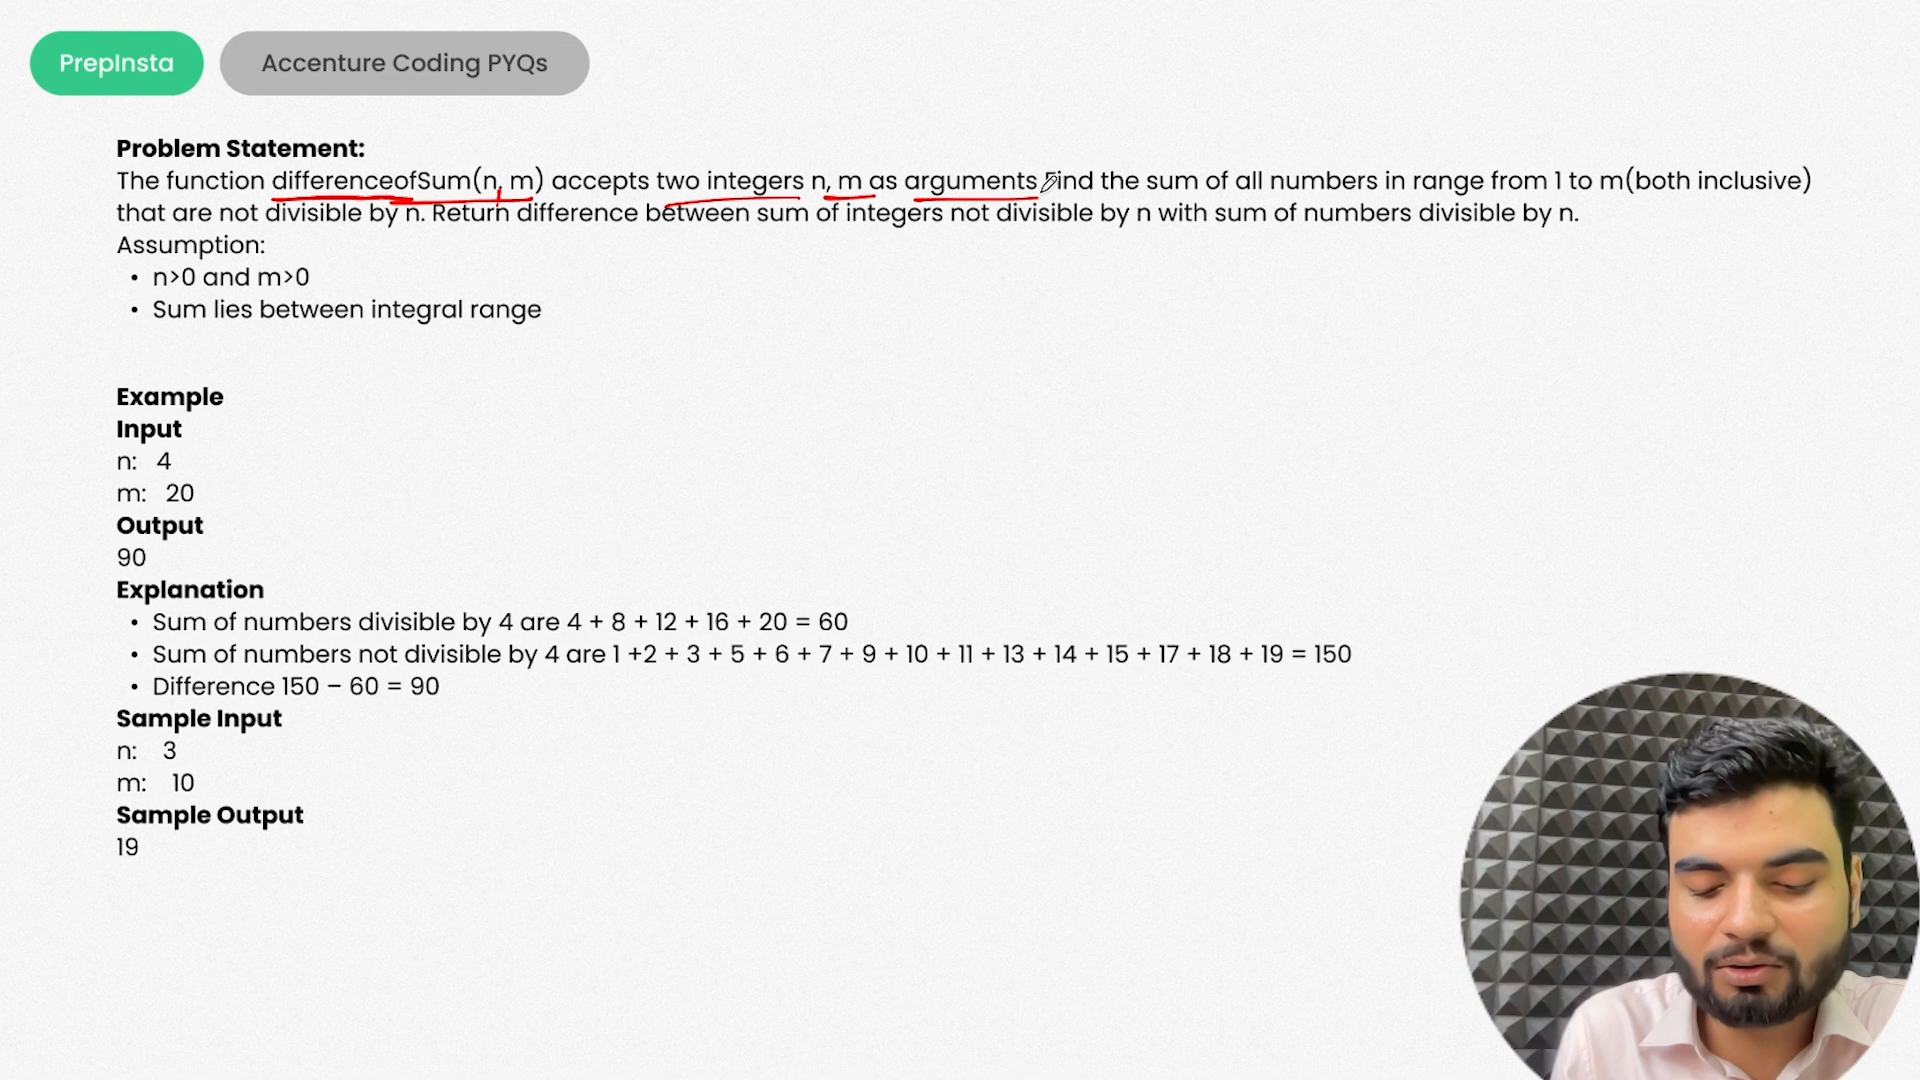 PrepInsta
Accenture Coding PYQs
Problem Statement:
The function differenceofSum(n, m) accepts two integers n, m as arguments Find the sum of all numbers in range from 1 to m(both inclusive)
that are not divisible by n. Return difference between sum of integers not divisible by n with sum of numbers divisible by n.
Assumption:
• n>0 and m>0
• Sum lies between integral range
Example
Input
n: 4
m: 20
Output
90
Explanation
• Sum of numbers divisible by 4 are 4 + 8 + 12 + 16 + 20 = 60
• Sum of numbers not divisible by 4 are 1 +2 + 3 + 5 + 6 + 7 + 9 + 10 + 11 + 13 + 14 + 15 + 17 + 18 + 19 = 150
• Difference 150 – 60 = 90
Sample Input
n: 3
m: 10
Sample Output
19